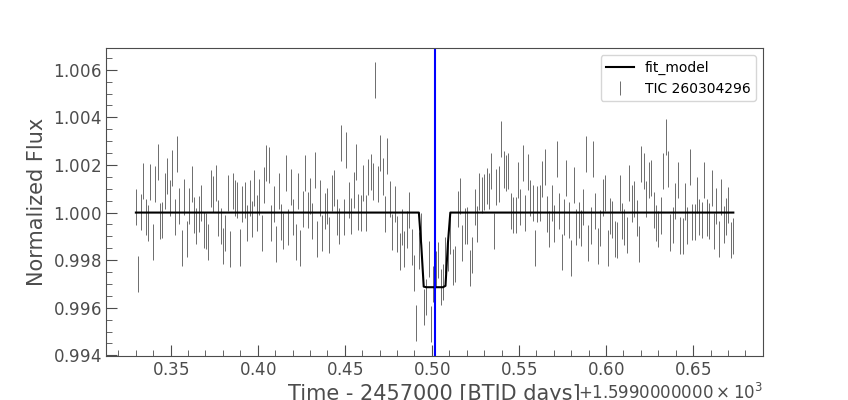 fit_model
TIC 260304296
Normalized Flux
1.006
1.004
1.002
1.000
0.998
0.996
0.994
0.35 0.40 0.45 0.50 0.55 0.60 0.65
Time - 2457000 [BTJD days]
+1.5990000000 × 10³